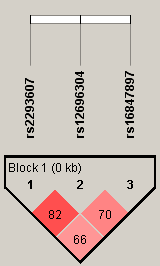 rs2293607
rs12696304
rs16847897
Block 1 (0 kb)
1 2 3
82 70
66